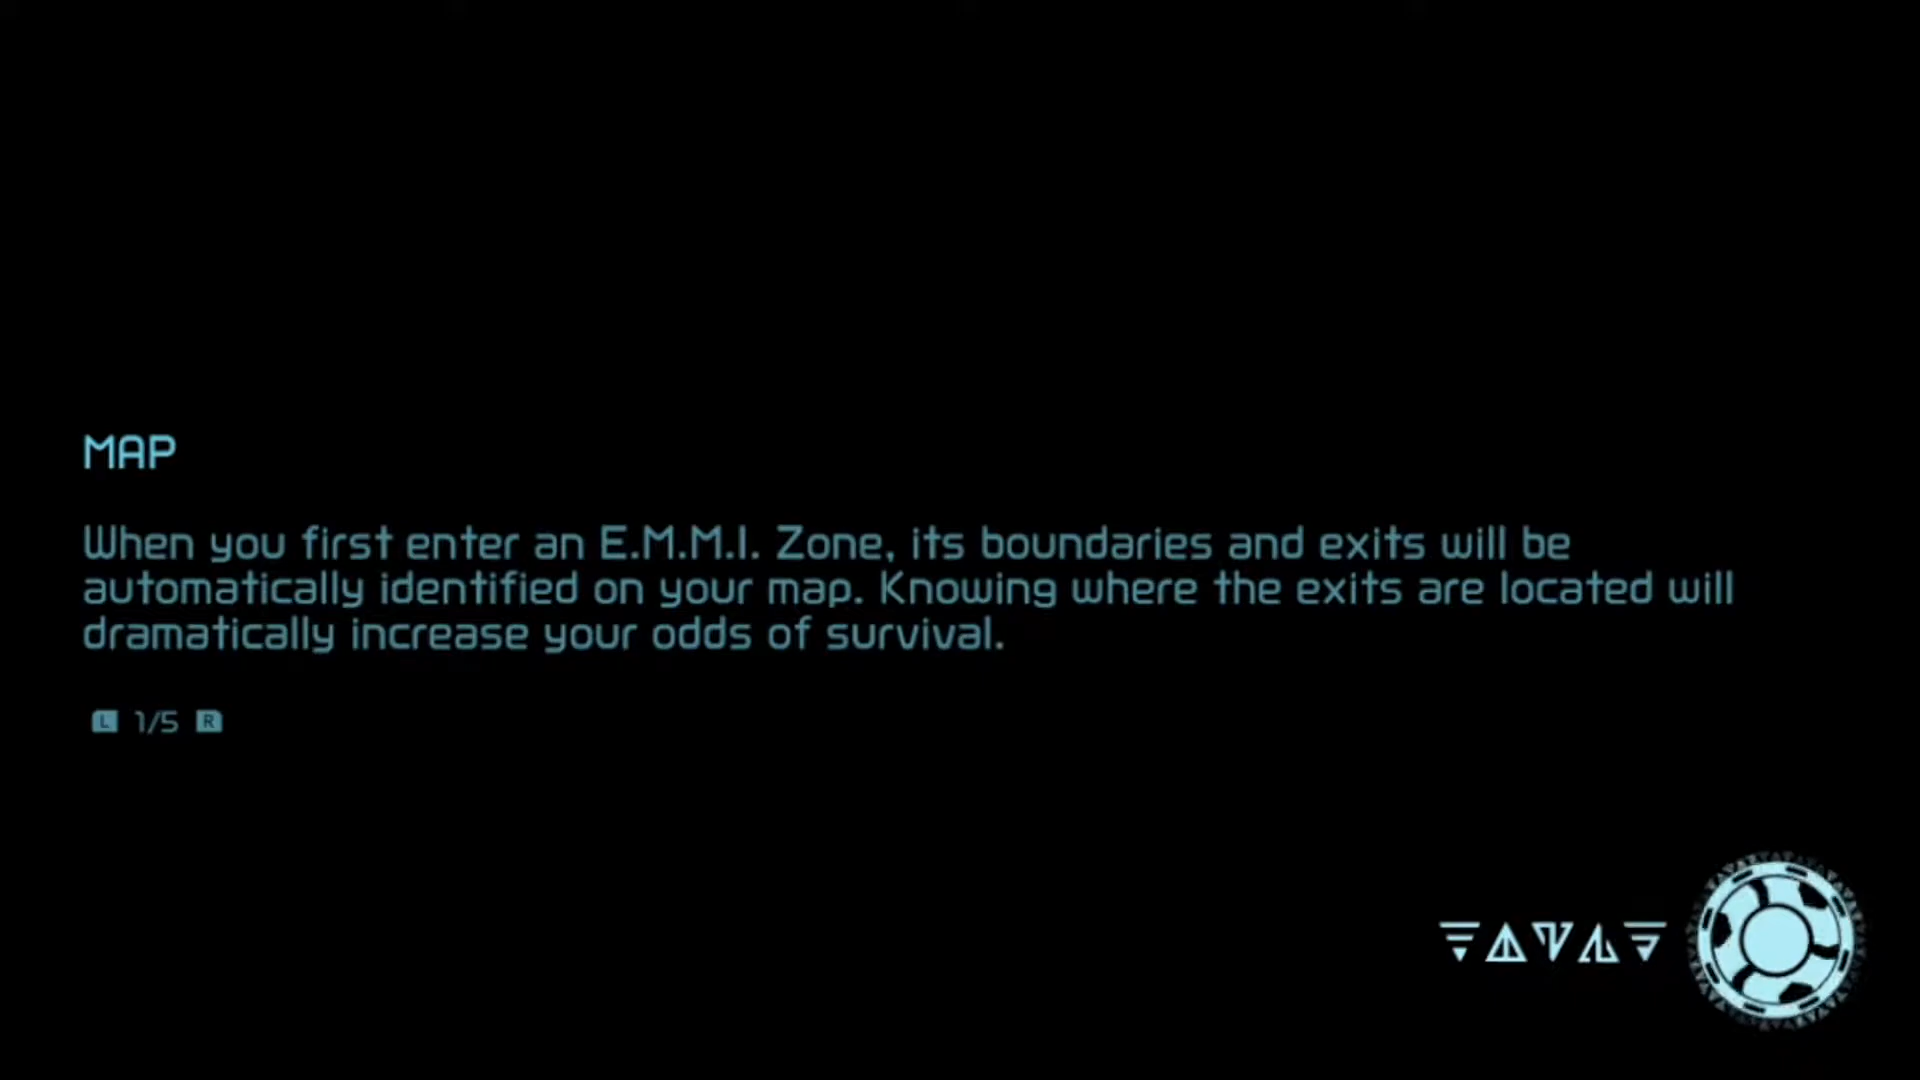 MAP
When you first enter an E.M.M.I. Zone, its boundaries and exits will be
automatically identified on your map. Knowing where the exits are located will
dramatically increase your odds of survival.
L 1/5 R